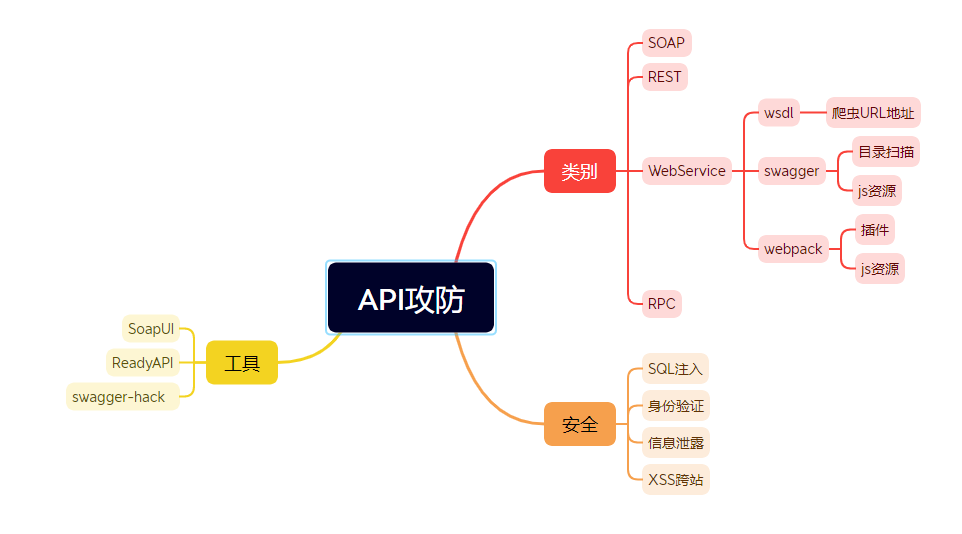 API攻防
类别
SOAP
REST
WebService
wsdl
爬虫URL地址
swagger
目录扫描
js资源
webpack
插件
js资源
RPC
安全
SQL注入
身份验证
信息泄露
XSS跨站
工具
SoapUI
ReadyAPI
swagger-hack